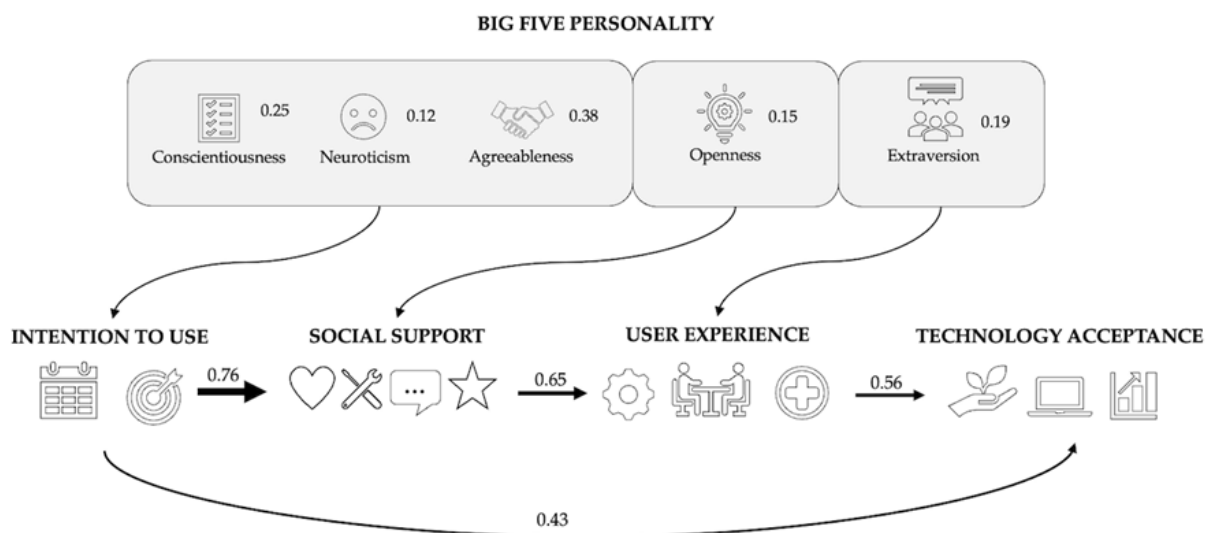 BIG FIVE PERSONALITY
0.25
0.12
0.38
0.15
0.19
Conscientiousness
Neuroticism
Agreeableness
Openness
Extraversion
INTENTION TO USE
SOCIAL SUPPORT
USER EXPERIENCE
TECHNOLOGY ACCEPTANCE
0.76
0.65
0.56
0.43